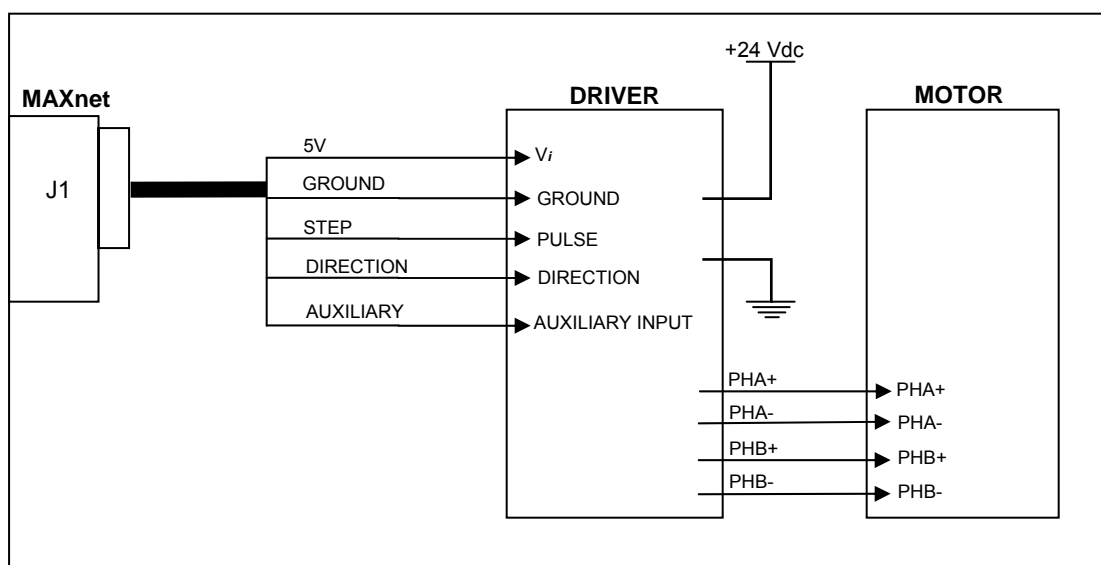 +24 Vdc
MAXnet
DRIVER
MOTOR
J1
5V
Vi
GROUND
GROUND
STEP
PULSE
DIRECTION
DIRECTION
AUXILIARY
AUXILIARY INPUT
PHA+
PHA+
PHA-
PHA-
PHB+
PHB+
PHB-
PHB-